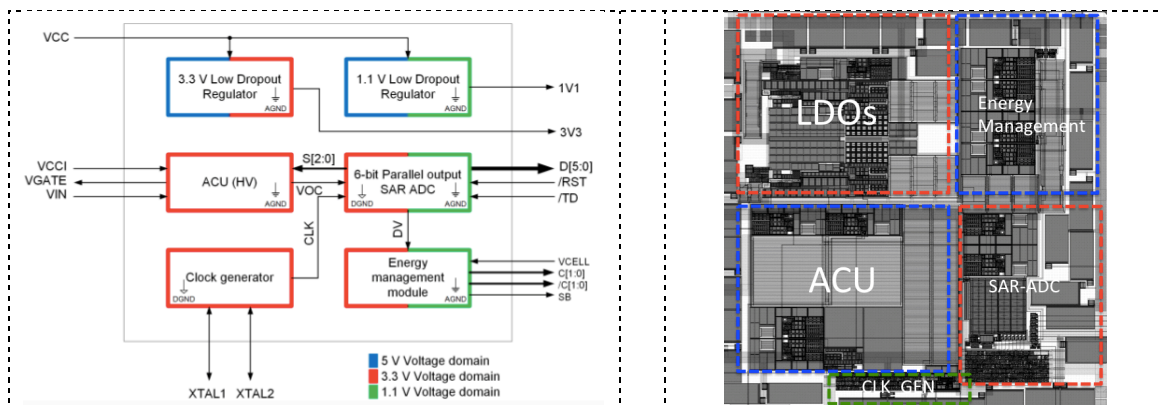 VCC
3.3 V Low Dropout
Regulator
AGND
1.1 V Low Dropout
Regulator
AGND
1V1
3V3
VCCI
VGATE
VIN
ACU (HV)
AGND
S[2:0]
VOC
6-bit Parallel output
SAR ADC
DGND
AGND
D[5:0]
/RST
/TD
CLK
DV
Clock generator
DGND
Energy
management
module
AGND
VCELL
C[1:0]
/C[1:0]
SB
XTAL1
XTAL2
5 V Voltage domain
3.3 V Voltage domain
1.1 V Voltage domain
LDOs
Energy
Management
ACU
SAR-ADC
CLK_GEN